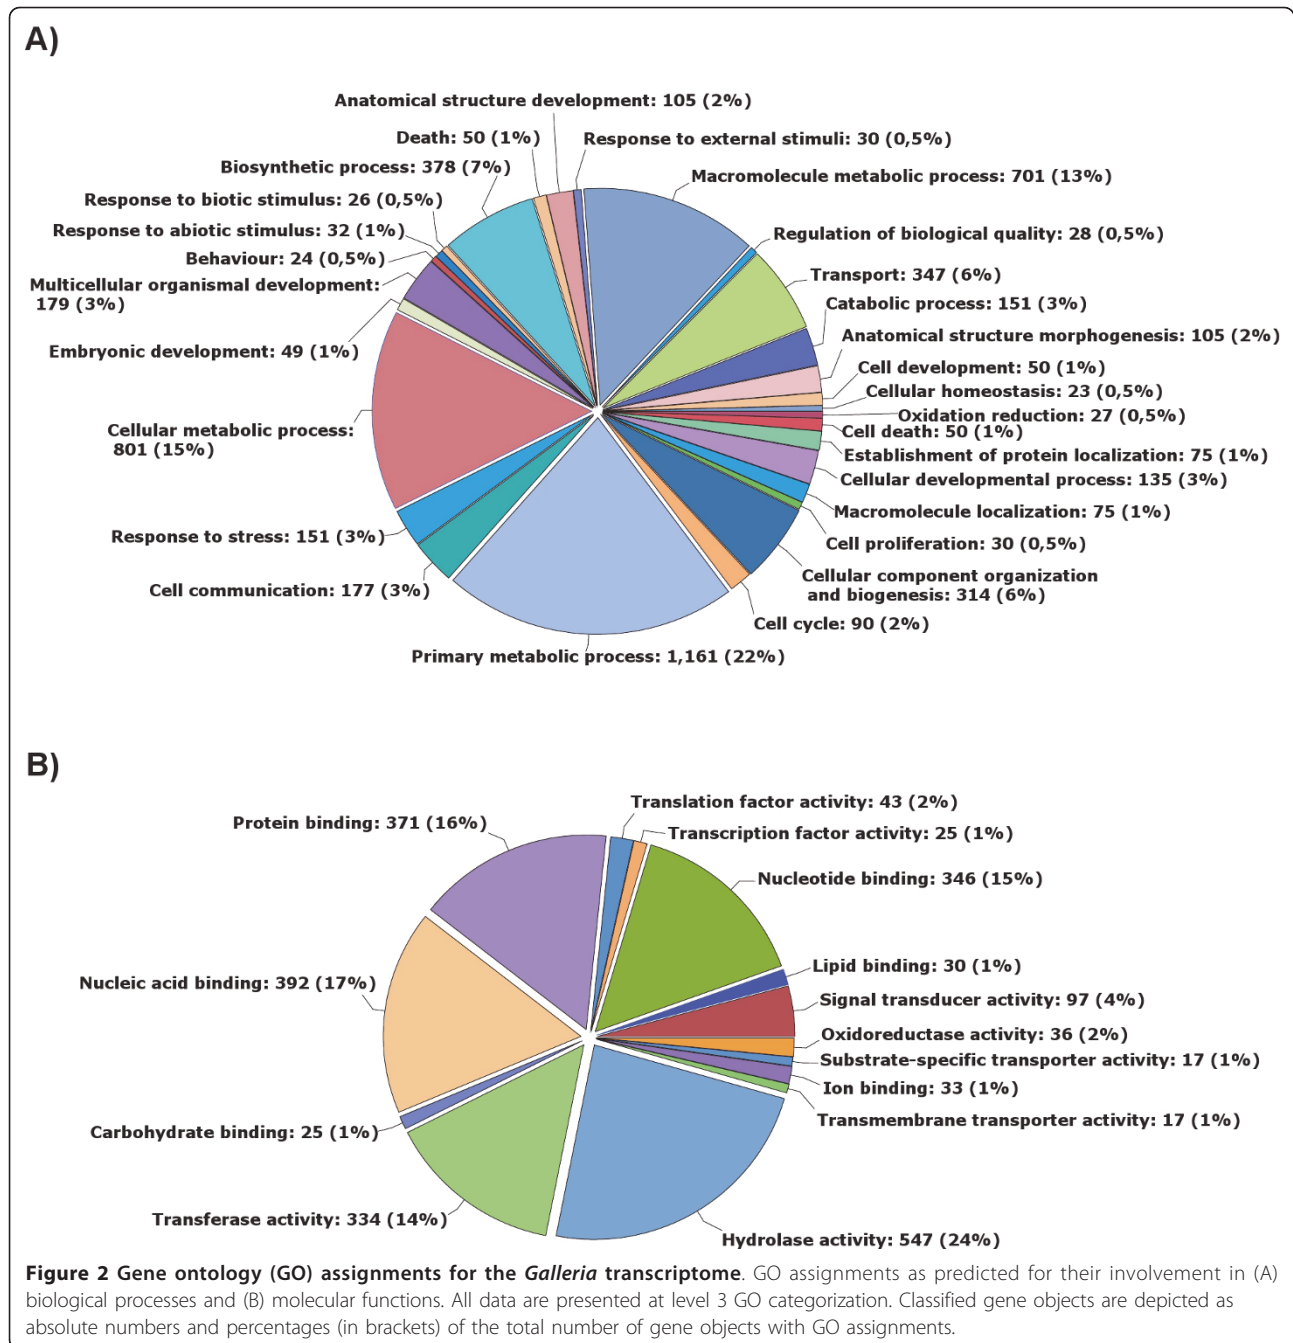 A)
Anatomical structure development: 105 (2%)
Death: 50 (1%)
Response to external stimuli: 30 (0,5%)
Biosynthetic process: 378 (7%)
Macromolecule metabolic process: 701 (13%)
Response to biotic stimulus: 26 (0,5%)
Response to abiotic stimulus: 32 (1%)
Regulation of biological quality: 28 (0,5%)
Behaviour: 24 (0,5%)
Transport: 347 (6%)
Multicellular organismal development:
179 (3%)
Catabolic process: 151 (3%)
Anatomical structure morphogenesis: 105 (2%)
Embryonic development: 49 (1%)
Cell development: 50 (1%)
Cellular homeostasis: 23 (0,5%)
Oxidation reduction: 27 (0,5%)
Cellular metabolic process:
801 (15%)
Cell death: 50 (1%)
Establishment of protein localization: 75 (1%)
Cellular developmental process: 135 (3%)
Macromolecule localization: 75 (1%)
Response to stress: 151 (3%)
Cell proliferation: 30 (0,5%)
Cellular component organization
and biogenesis: 314 (6%)
Cell communication: 177 (3%)
Cell cycle: 90 (2%)
Primary metabolic process: 1,161 (22%)
B)
Translation factor activity: 43 (2%)
Protein binding: 371 (16%)
Transcription factor activity: 25 (1%)
Nucleotide binding: 346 (15%)
Lipid binding: 30 (1%)
Nucleic acid binding: 392 (17%)
Signal transducer activity: 97 (4%)
Oxidoreductase activity: 36 (2%)
Substrate-specific transporter activity: 17 (1%)
Ion binding: 33 (1%)
Transmembrane transporter activity: 17 (1%)
Carbohydrate binding: 25 (1%)
Transferase activity: 334 (14%)
Hydrolase activity: 547 (24%)
Figure 2 Gene ontology (GO) assignments for the Galleria transcriptome. GO assignments as predicted for their involvement in (A)
biological processes and (B) molecular functions. All data are presented at level 3 GO categorization. Classified gene objects are depicted as
absolute numbers and percentages (in brackets) of the total number of gene objects with GO assignments.